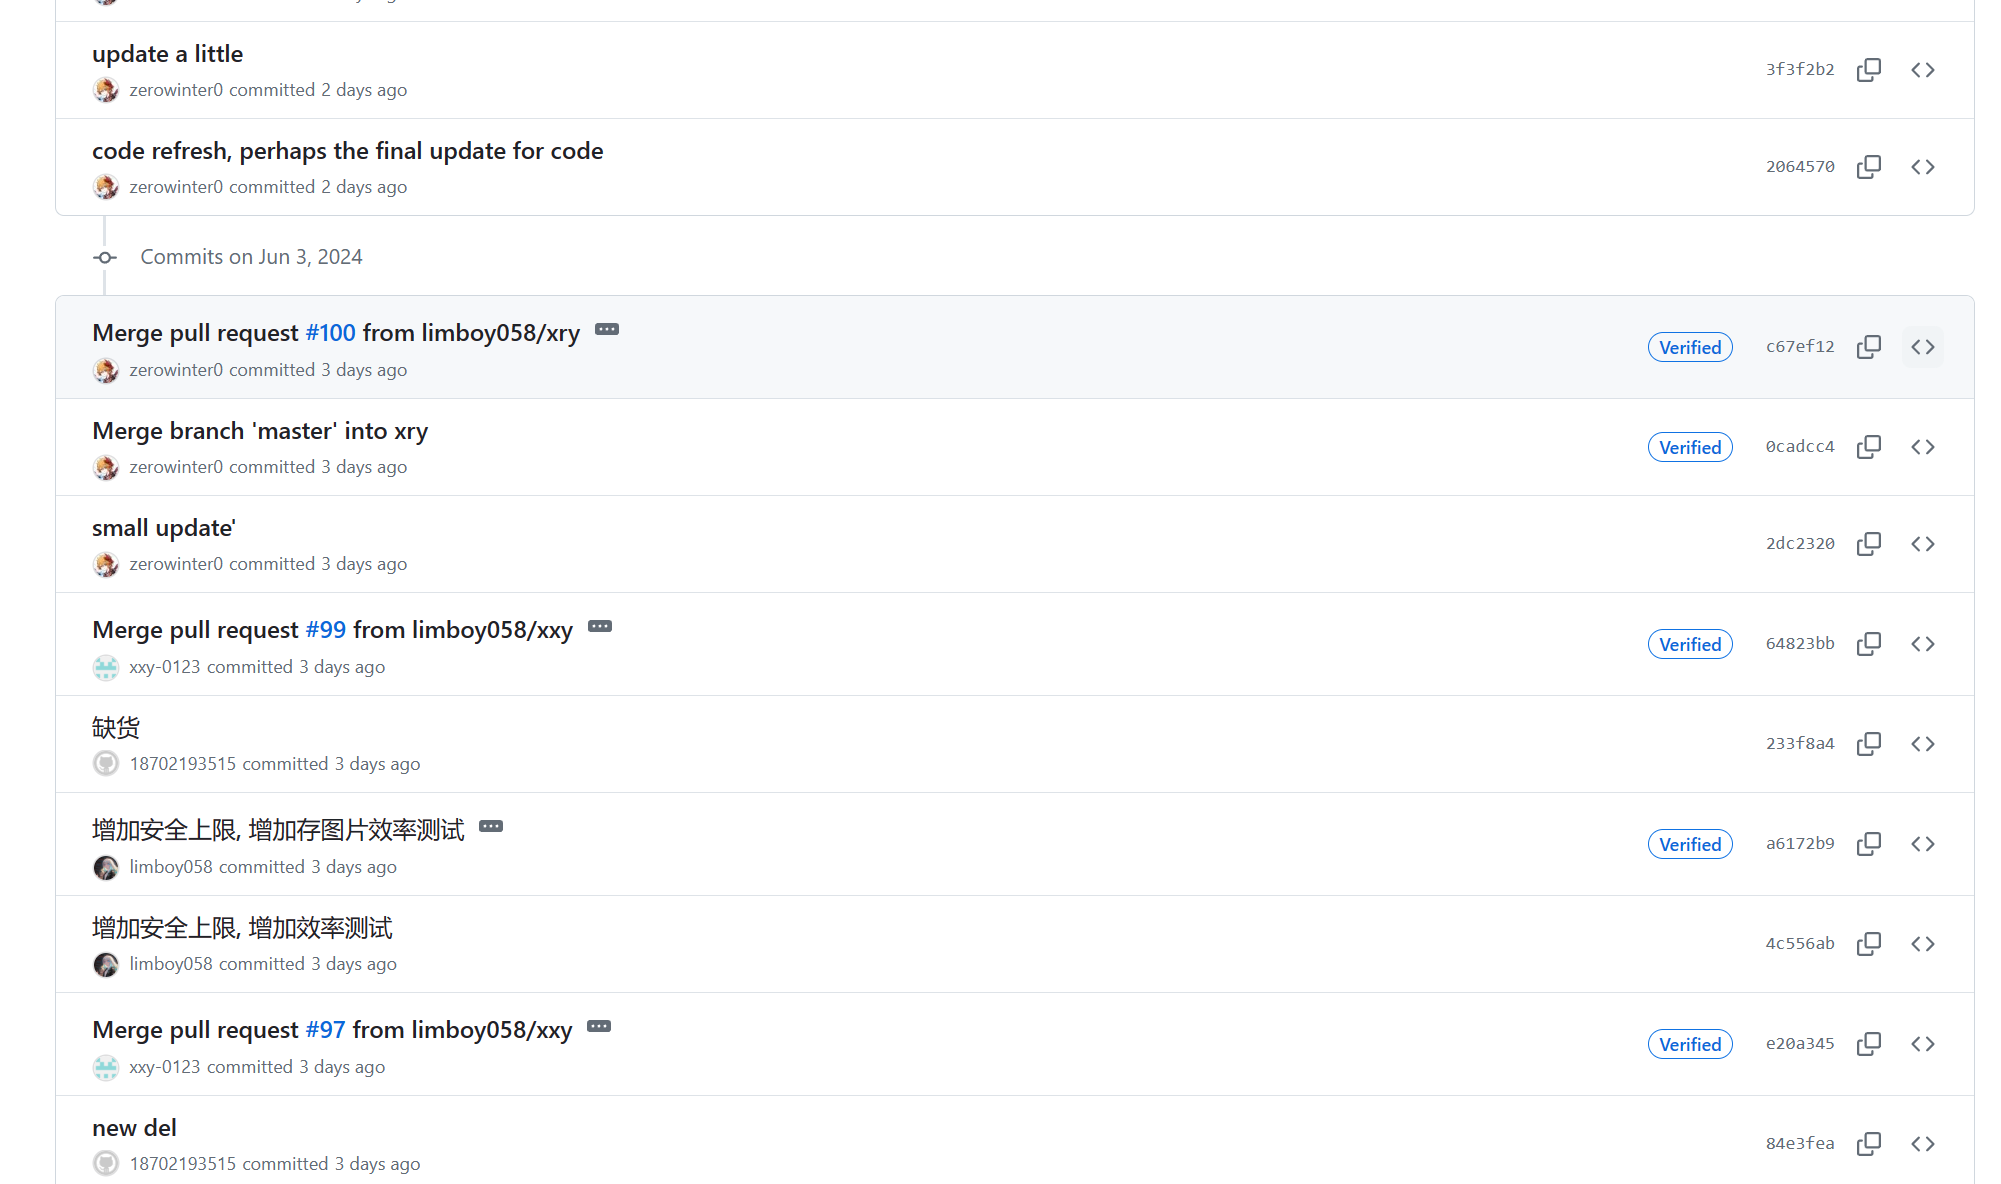 update a little
zerowinter0 committed 2 days ago
3f3f2b2
code refresh, perhaps the final update for code
zerowinter0 committed 2 days ago
2064570
Commits on Jun 3, 2024
Merge pull request #100 from limboy058/xry
zerowinter0 committed 3 days ago
Verified
c67ef12
Merge branch 'master' into xry
zerowinter0 committed 3 days ago
Verified
0cadcc4
small update'
zerowinter0 committed 3 days ago
2dc2320
Merge pull request #99 from limboy058/xxy
xxy-0123 committed 3 days ago
Verified
64823bb
缺货
18702193515 committed 3 days ago
233f8a4
增加安全上限, 增加存图片效率测试
limboy058 committed 3 days ago
Verified
a6172b9
增加安全上限, 增加效率测试
limboy058 committed 3 days ago
4c556ab
Merge pull request #97 from limboy058/xxy
xxy-0123 committed 3 days ago
Verified
e20a345
new del
18702193515 committed 3 days ago
84e3fea